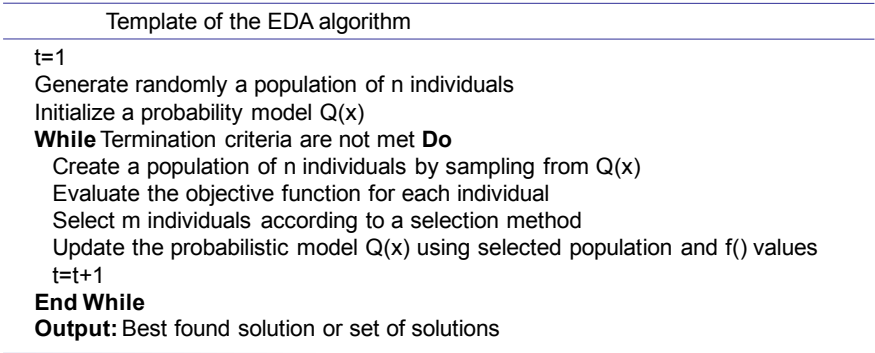 Template of the EDA algorithm
t=1
Generate randomly a population of n individuals
Initialize a probability model Q(x)
While Termination criteria are not met Do
Create a population of n individuals by sampling from Q(x)
Evaluate the objective function for each individual
Select m individuals according to a selection method
Update the probabilistic model Q(x) using selected population and f() values
t=t+1
End While
Output: Best found solution or set of solutions